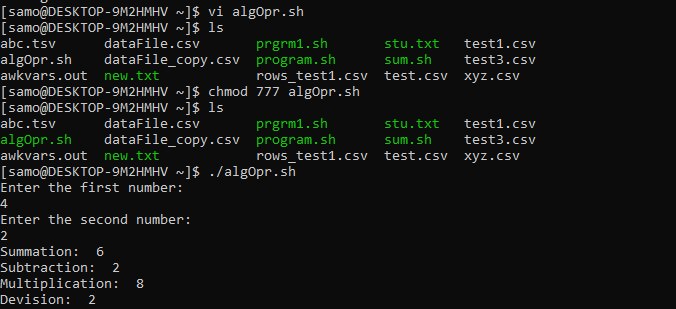 [samo@DESKTOP-9M2HMHV ~]$ vi algOpr.sh
[samo@DESKTOP-9M2HMHV ~]$ ls
abc.tsv      dataFile.csv       prgrm1.sh       stu.txt   test1.csv
algOpr.sh    dataFile_copy.csv  program.sh      sum.sh    test3.csv
awkvars.out  new.txt            rows_test1.csv  test.csv  xyz.csv
[samo@DESKTOP-9M2HMHV ~]$ chmod 777 algOpr.sh
[samo@DESKTOP-9M2HMHV ~]$ ls
abc.tsv      dataFile.csv       prgrm1.sh       stu.txt   test1.csv
algOpr.sh    dataFile_copy.csv  program.sh      sum.sh    test3.csv
awkvars.out  new.txt            rows_test1.csv  test.csv  xyz.csv
[samo@DESKTOP-9M2HMHV ~]$ ./algOpr.sh
Enter the first number:
4
Enter the second number:
2
Summation:  6
Subtraction:  2
Multiplication:  8
Devision:  2